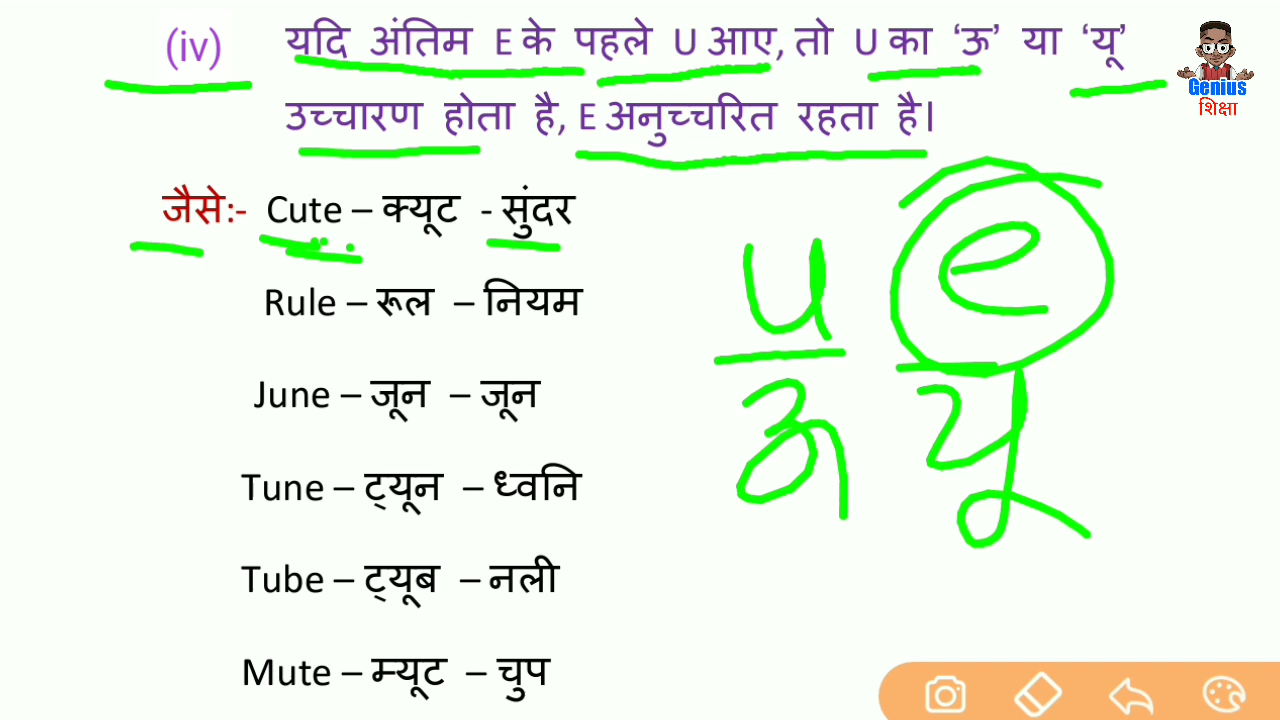 (iv) यदि अंतिम E के पहले U आए, तो U का ‘ऊ’ या ‘यू’
उच्चारण होता है, E अनुच्चरित रहता है।
Genius
शिक्षा
जैसे:- Cute – क्यूट - सुंदर
Rule – रूल – नियम
June – जून – जून
Tune – ट्यून – ध्वनि
Tube – ट्यूब – नली
Mute – म्यूट – चुप
u e
यू